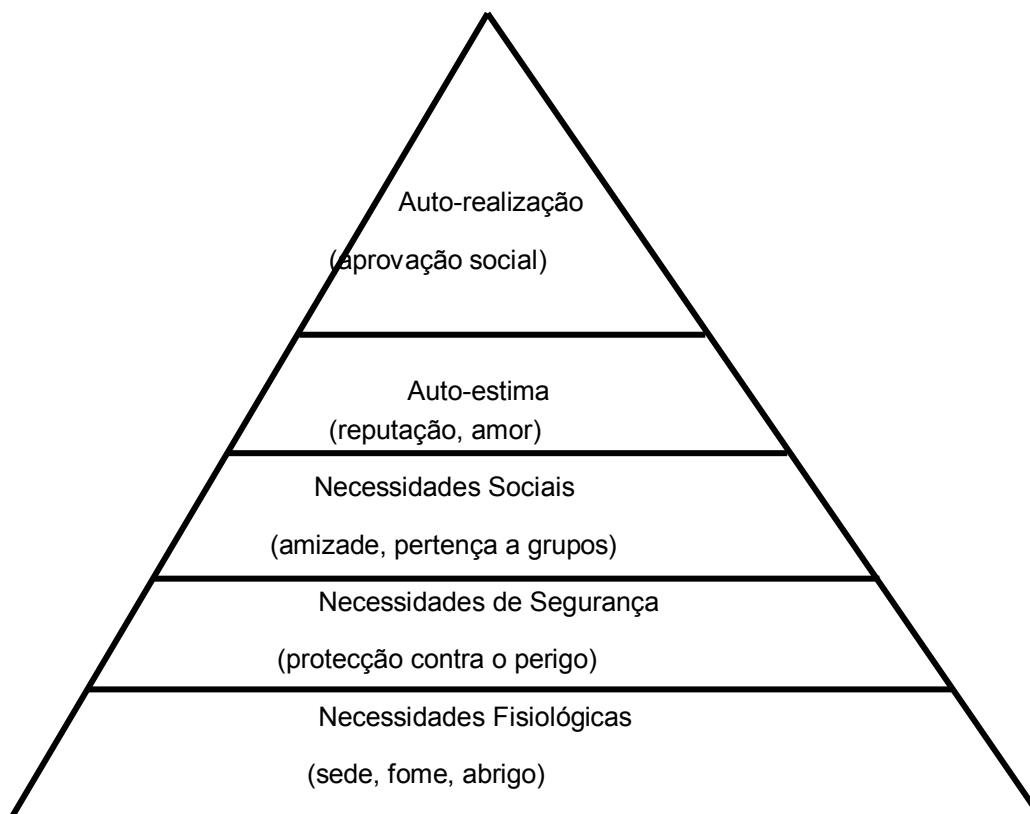 Auto-realização
(aprovação social)
Auto-estima
(reputação, amor)
Necessidades Sociais
(amizade, pertença a grupos)
Necessidades de Segurança
(protecção contra o perigo)
Necessidades Fisiológicas
(sede, fome, abrigo)